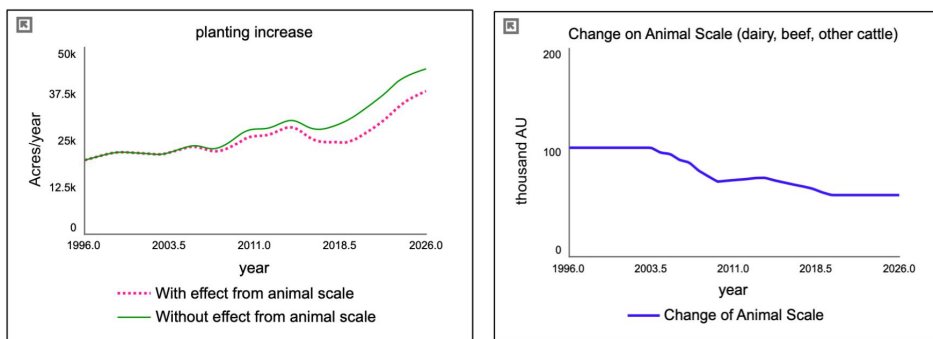 planting increase
50k
37.5k
25k
12.5k
0
Acres/year
1996.0 2003.5 2011.0 2018.5 2026.0
year
With effect from animal scale
Without effect from animal scale
Change on Animal Scale (dairy, beef, other cattle)
200
100
0
thousand AU
1996.0 2003.5 2011.0 2018.5 2026.0
year
Change of Animal Scale